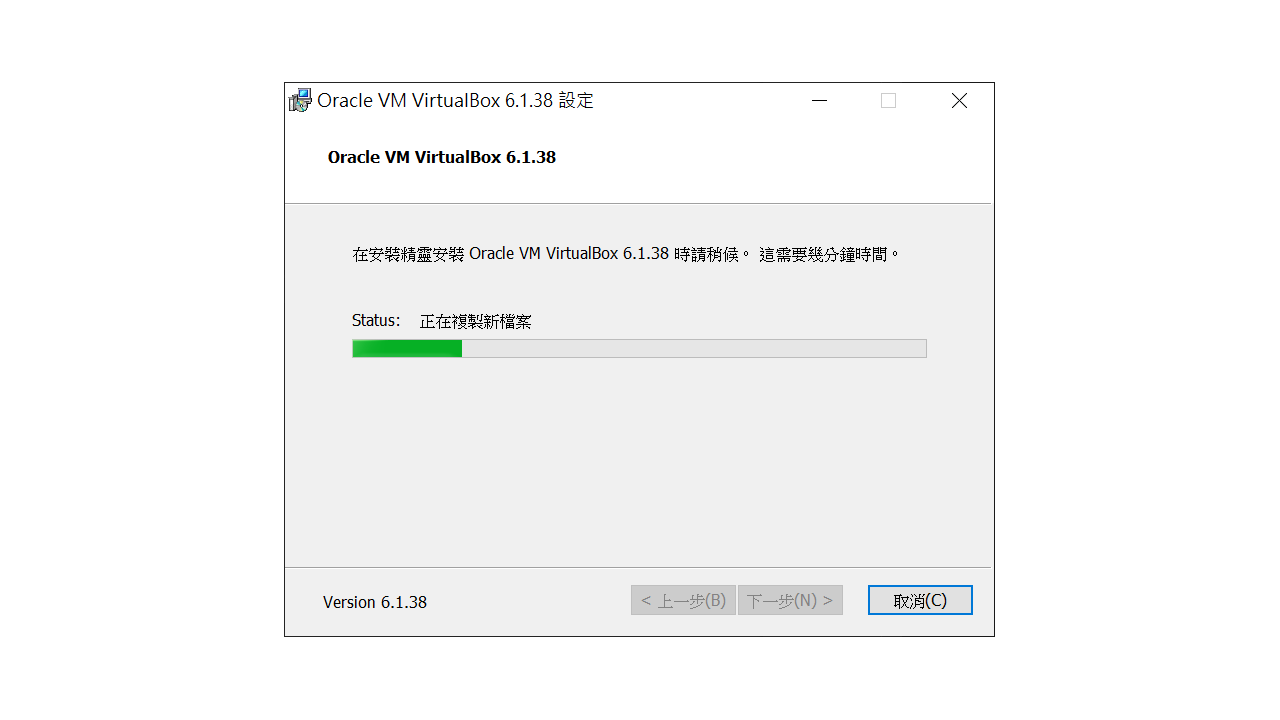 Oracle VM VirtualBox 6.1.38 設定
Oracle VM VirtualBox 6.1.38
在安裝精靈安裝 Oracle VM VirtualBox 6.1.38 時請稍候。 這需要幾分鐘時間。
Status: 正在複製新檔案
Version 6.1.38 < 上一步(B) 下一步(N) > 取消(C)